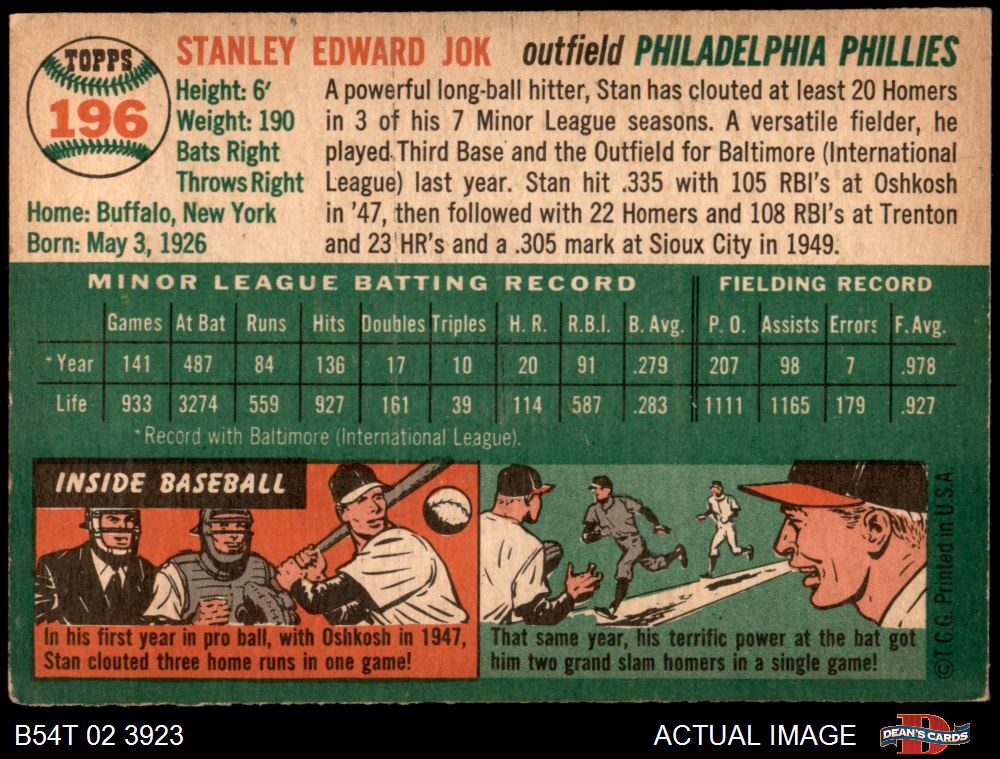 TOPPS
196
STANLEY EDWARD JOK outfield PHILADELPHIA PHILLIES
Height: 6'
Weight: 190
Bats Right
Throws Right
Home: Buffalo, New York
Born: May 3, 1926
A powerful long-ball hitter, Stan has clouted at least 20 Homers
in 3 of his 7 Minor League seasons. A versatile fielder, he
played Third Base and the Outfield for Baltimore (International
League) last year. Stan hit .335 with 105 RBI's at Oshkosh
in '47, then followed with 22 Homers and 108 RBI's at Trenton
and 23 HR's and a .305 mark at Sioux City in 1949.
MINOR LEAGUE BATTING RECORD FIELDING RECORD
Games At Bat Runs Hits Doubles Triples H. R. R.B.I. B. Avg. P. O. Assists Errors F. Avg.
*Year 141 487 84 136 17 10 20 91 .279 207 98 7 .978
Life 933 3274 559 927 161 39 114 587 .283 1111 1165 179 .927
*Record with Baltimore (International League).
INSIDE BASEBALL
In his first year in pro ball, with Oshkosh in 1947,
Stan clouted three home runs in one game!
That same year, his terrific power at the bat got
him two grand slam homers in a single game!
©T.C.G. Printed in U.S.A.
B54T 02 3923
ACTUAL IMAGE
DEAN'S CARDS